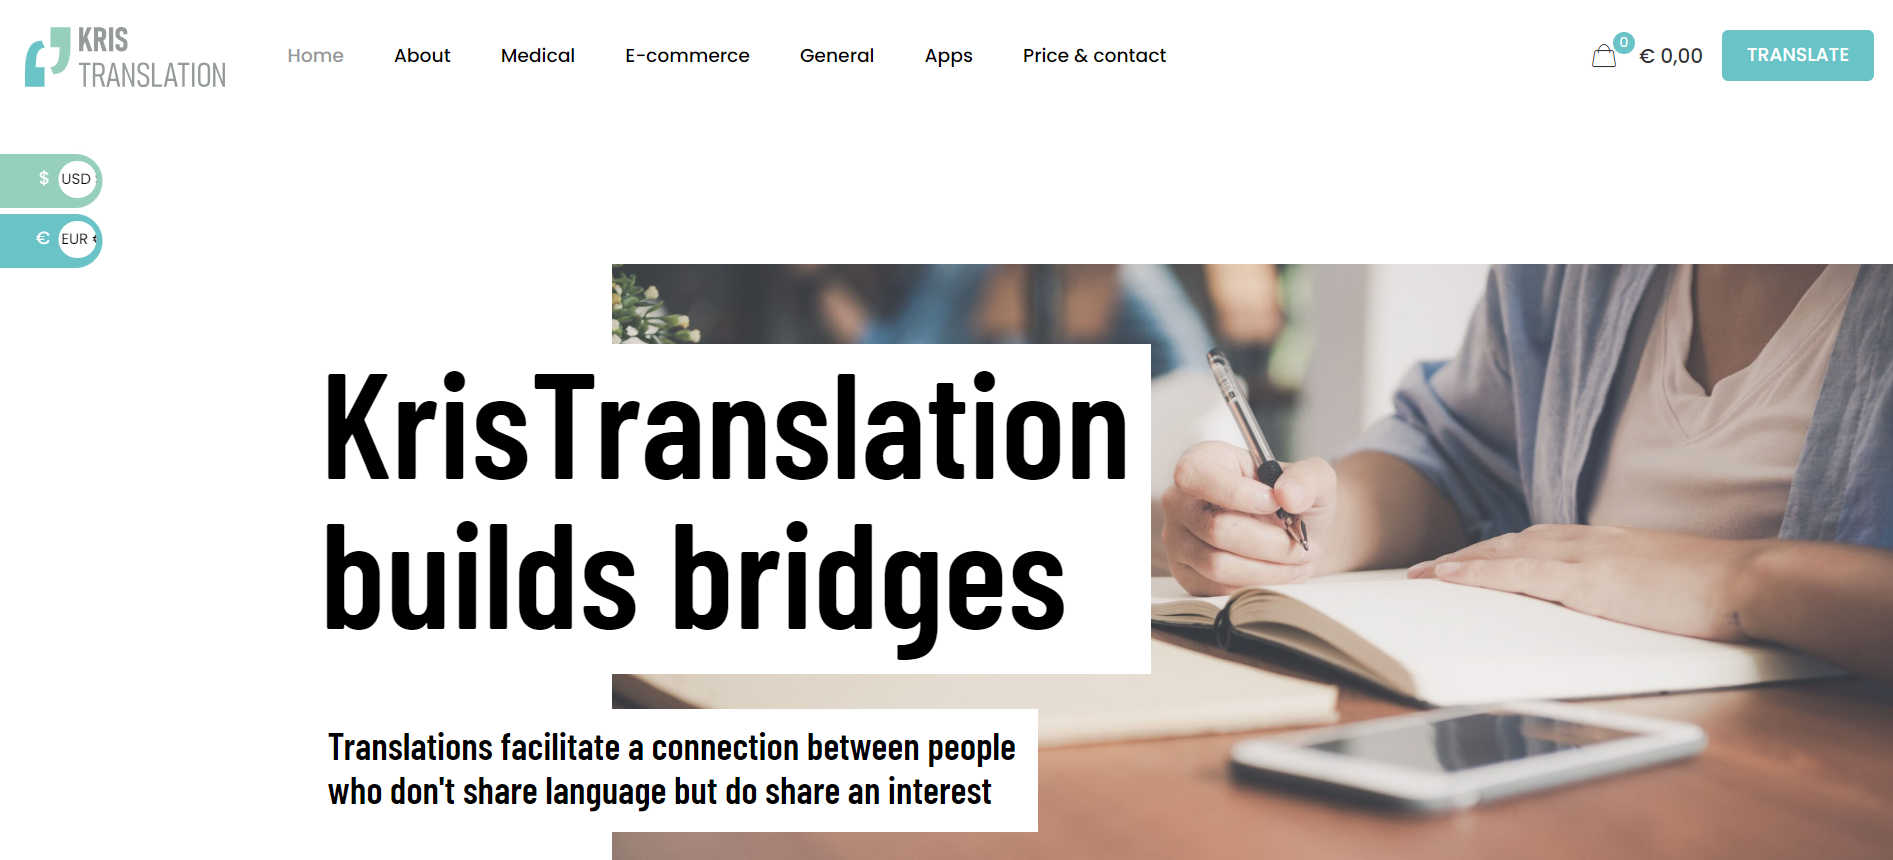 KRIS
TRANSLATION
Home
About
Medical
E-commerce
General
Apps
Price & contact
0
€ 0,00
TRANSLATE
$ USD
€ EUR
KrisTranslation
builds bridges
Translations facilitate a connection between people
who don't share language but do share an interest